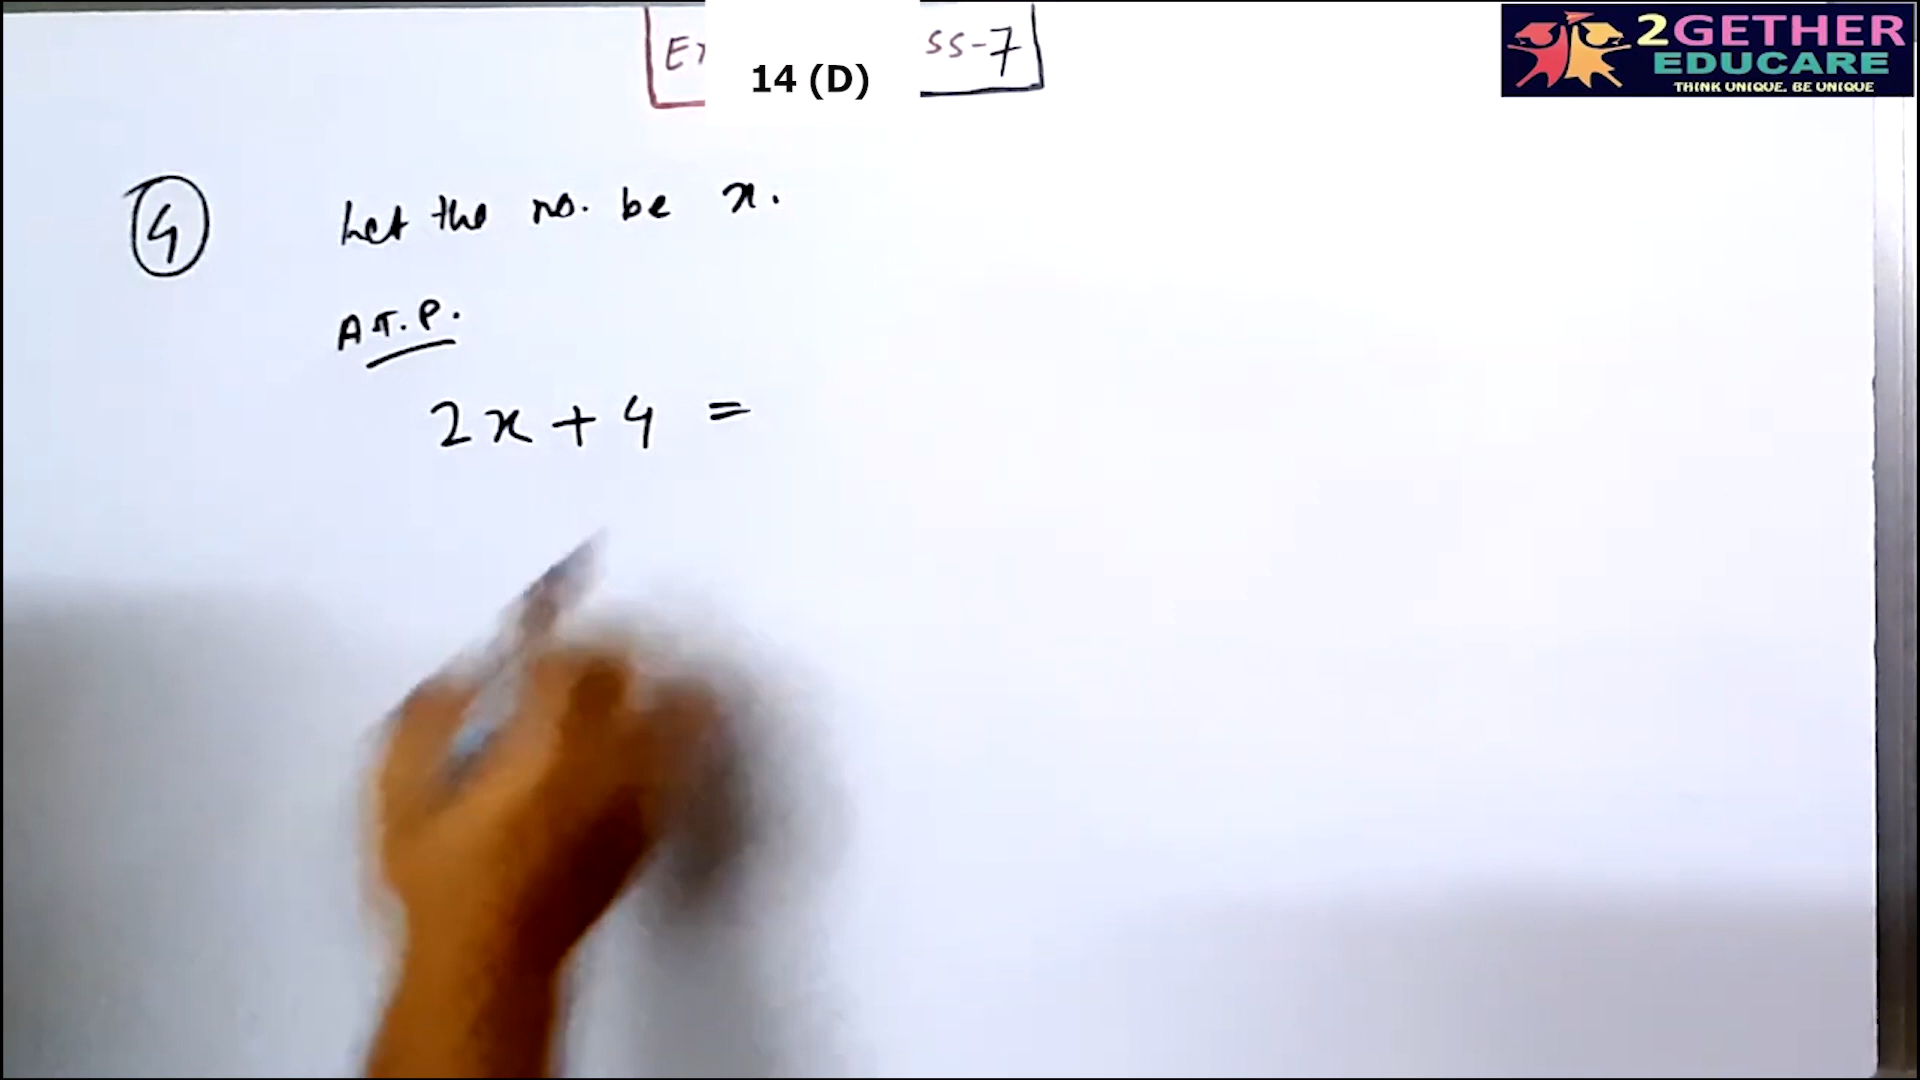 14 (D)
SS-7
2GETHER
EDUCARE
THINK UNIQUE. BE UNIQUE
4 Let the no. be x.
A.T.P.
2x + 4 =